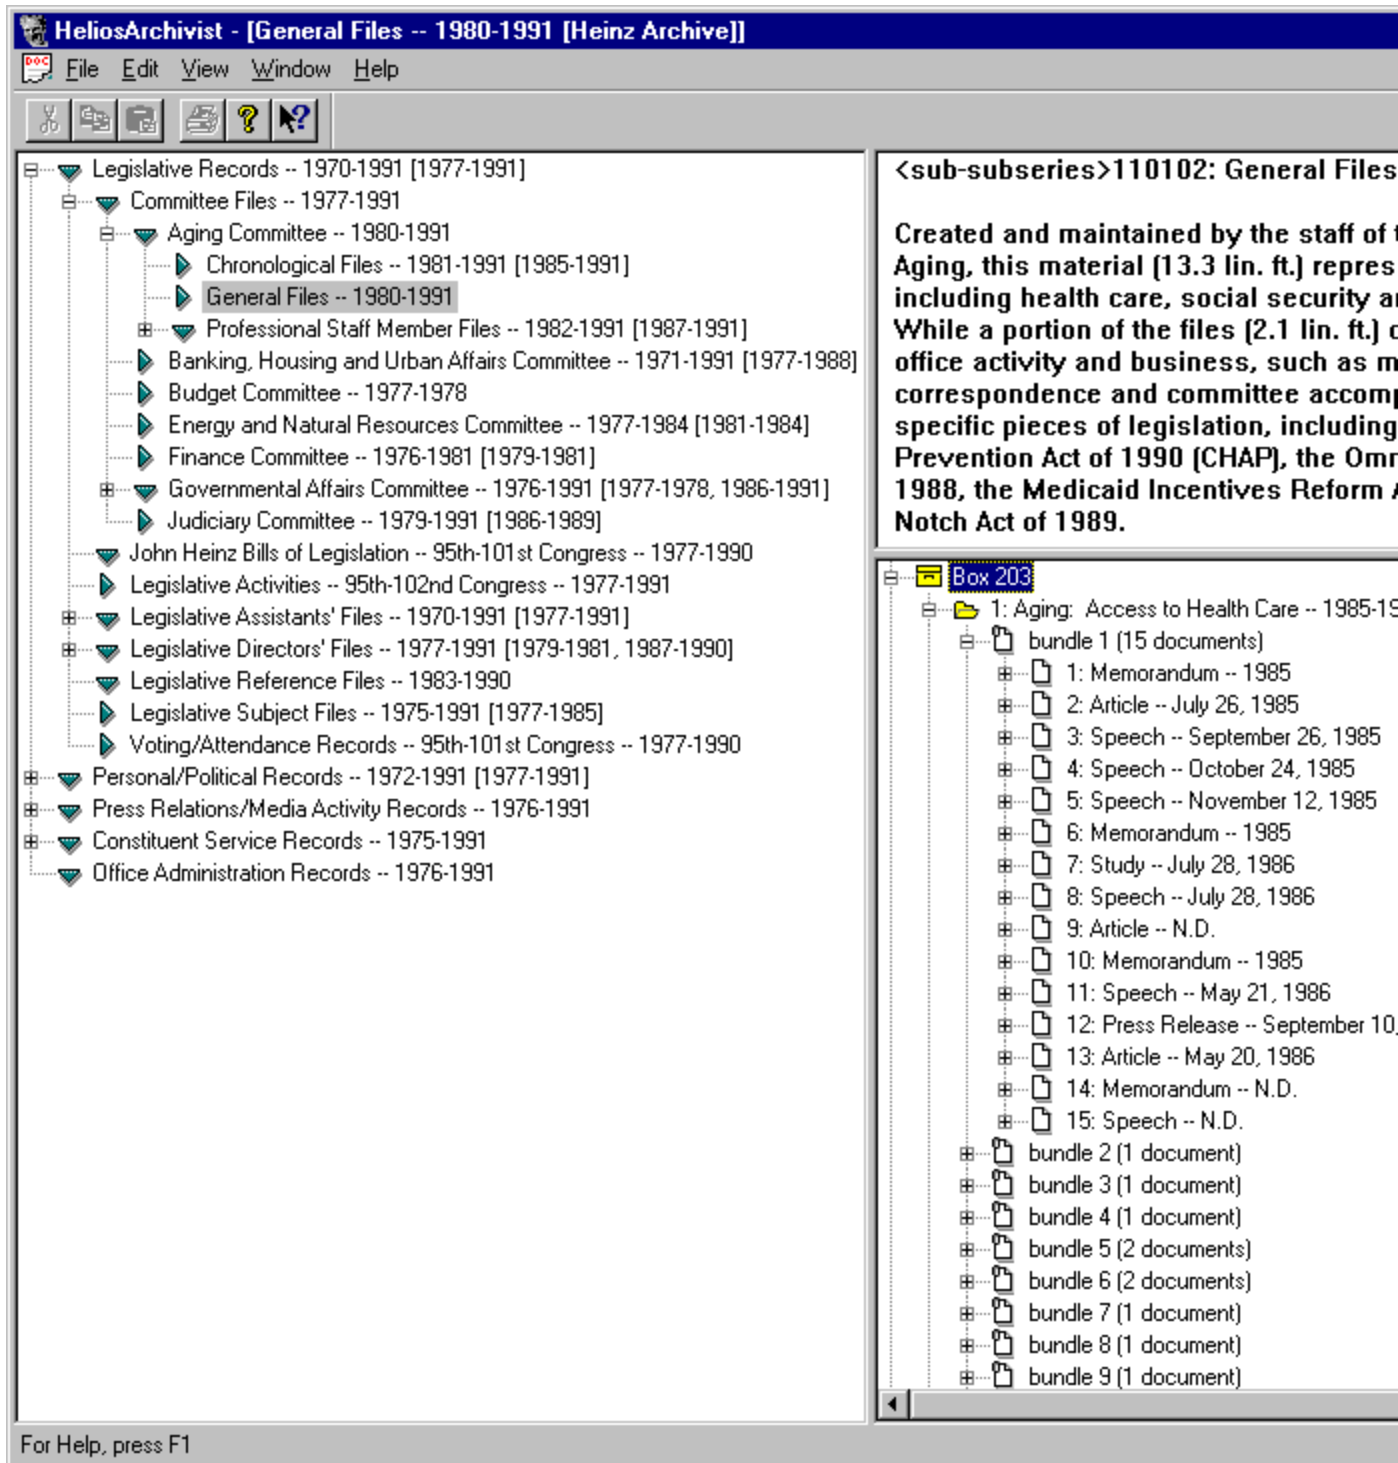 HeliosArchivist - [General Files -- 1980-1991 [Heinz Archive]]
File Edit View Window Help
Legislative Records -- 1970-1991 [1977-1991]
Committee Files -- 1977-1991
Aging Committee -- 1980-1991
Chronological Files -- 1981-1991 [1985-1991]
General Files -- 1980-1991
Professional Staff Member Files -- 1982-1991 [1987-1991]
Banking, Housing and Urban Affairs Committee -- 1971-1991 [1977-1988]
Budget Committee -- 1977-1978
Energy and Natural Resources Committee -- 1977-1984 [1981-1984]
Finance Committee -- 1976-1981 [1979-1981]
Governmental Affairs Committee -- 1976-1991 [1977-1978, 1986-1991]
Judiciary Committee -- 1979-1991 [1986-1989]
John Heinz Bills of Legislation -- 95th-101st Congress -- 1977-1990
Legislative Activities -- 95th-102nd Congress -- 1977-1991
Legislative Assistants' Files -- 1970-1991 [1977-1991]
Legislative Directors' Files -- 1977-1991 [1979-1981, 1987-1990]
Legislative Reference Files -- 1983-1990
Legislative Subject Files -- 1975-1991 [1977-1985]
Voting/Attendance Records -- 95th-101st Congress -- 1977-1990
Personal/Political Records -- 1972-1991 [1977-1991]
Press Relations/Media Activity Records -- 1976-1991
Constituent Service Records -- 1975-1991
Office Administration Records -- 1976-1991
<sub-subseries>110102: General Files
Created and maintained by the staff of
Aging, this material (13.3 lin. ft.) repres
including health care, social security
While a portion of the files (2.1 lin. ft.)
office activity and business, such as m
correspondence and committee accomp
specific pieces of legislation, including
Prevention Act of 1990 (CHAP), the Omn
1988, the Medicaid Incentives Reform
Notch Act of 1989.
Box 203
1: Aging: Access to Health Care -- 1985-19
bundle 1 (15 documents)
1: Memorandum -- 1985
2: Article -- July 26, 1985
3: Speech -- September 26, 1985
4: Speech -- October 24, 1985
5: Speech -- November 12, 1985
6: Memorandum -- 1985
7: Study -- July 28, 1986
8: Speech -- July 28, 1986
9: Article -- N.D.
10: Memorandum -- 1985
11: Speech -- May 21, 1986
12: Press Release -- September 10,
13: Article -- May 20, 1986
14: Memorandum -- N.D.
15: Speech -- N.D.
bundle 2 (1 document)
bundle 3 (1 document)
bundle 4 (1 document)
bundle 5 (2 documents)
bundle 6 (2 documents)
bundle 7 (1 document)
bundle 8 (1 document)
bundle 9 (1 document)
For Help, press F1